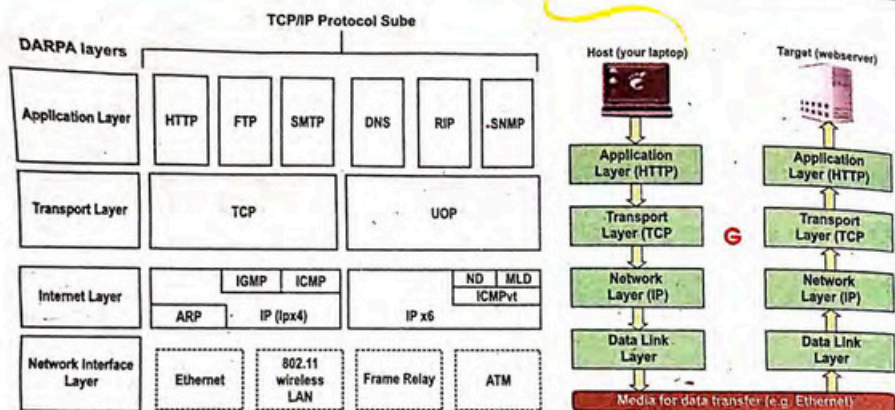 TCP/IP Protocol Sube
DARPA layers
Application Layer
HTTP
FTP
SMTP
DNS
RIP
.SNMP
Transport Layer
TCP
UOP
Internet Layer
IGMP
ICMP
ARP
IP (Ipx4)
IP x6
ND
MLD
ICMPvt
Network Interface
Layer
Ethernet
802.11
wireless
LAN
Frame Relay
ATM
Host (your laptop)
Application
Layer (HTTP)
Transport
Layer (TCP
Network
Layer (IP)
Data Link
Layer
G
Target (webserver)
Application
Layer (HTTP)
Transport
Layer (TCP
Network
Layer (IP)
Data Link
Layer
Media for data transfer (e.g. Ethernet)